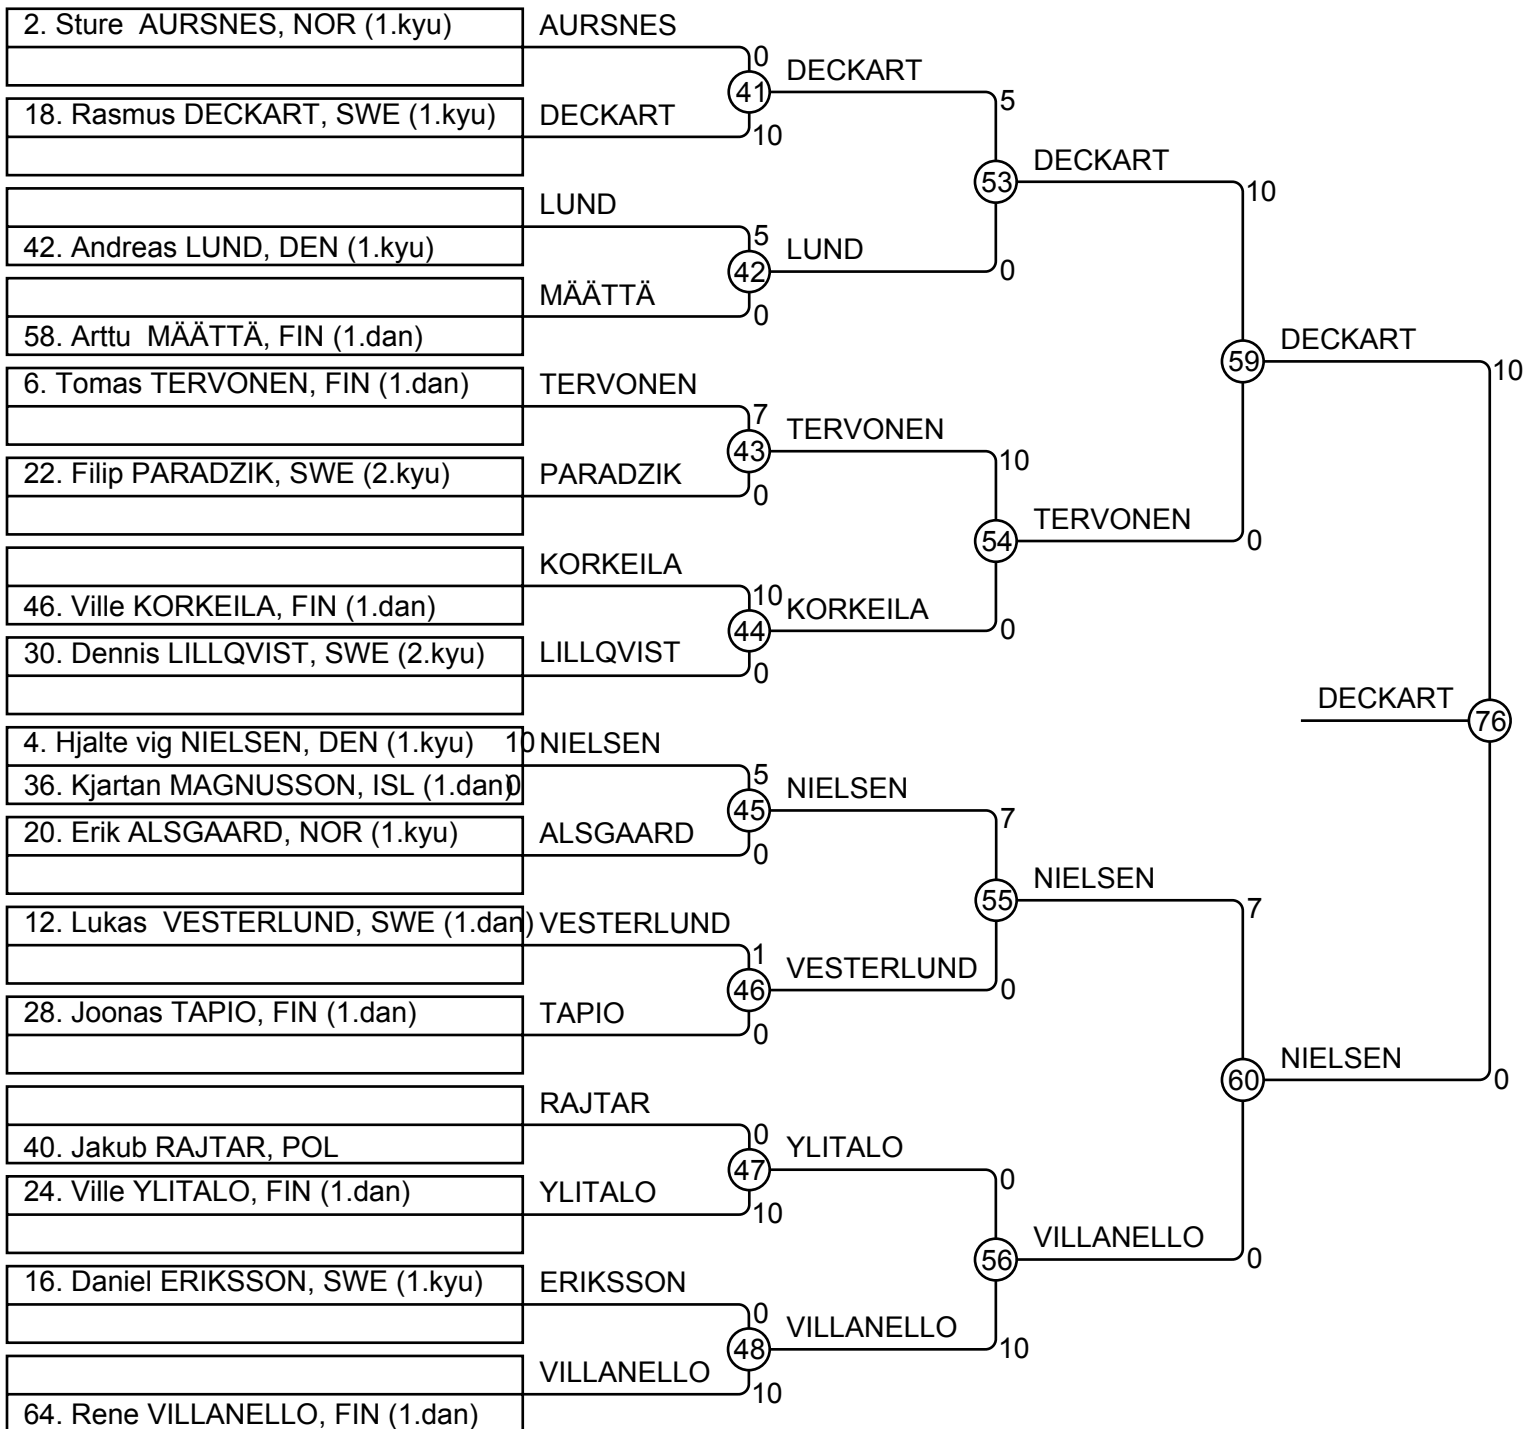 2. Sture  AURSNES, NOR (1.kyu) AURSNES
0
DECKART
41
5
18. Rasmus DECKART, SWE (1.kyu) DECKART
10
DECKART
53
10
LUND
5
LUND
42. Andreas LUND, DEN (1.kyu)
42
0
MÄÄTTÄ
0
58. Arttu  MÄÄTTÄ, FIN (1.dan)
DECKART
59
10
6. Tomas TERVONEN, FIN (1.dan) TERVONEN
7
TERVONEN
43
10
22. Filip PARADZIK, SWE (2.kyu) PARADZIK
0
TERVONEN
54
0
KORKEILA
10
KORKEILA
46. Ville KORKEILA, FIN (1.dan)
44
0
30. Dennis LILLQVIST, SWE (2.kyu) LILLQVIST
0
DECKART
76
4. Hjalte vig NIELSEN, DEN (1.kyu) 10 NIELSEN
5
NIELSEN
36. Kjartan MAGNUSSON, ISL (1.dan) 0
45
7
20. Erik ALSGAARD, NOR (1.kyu) ALSGAARD
0
NIELSEN
55
7
12. Lukas  VESTERLUND, SWE (1.dan) VESTERLUND
1
VESTERLUND
46
0
28. Joonas TAPIO, FIN (1.dan) TAPIO
0
NIELSEN
60
0
RAJTAR
0
YLITALO
40. Jakub RAJTAR, POL
47
0
24. Ville YLITALO, FIN (1.dan) YLITALO
10
VILLANELLO
56
0
16. Daniel ERIKSSON, SWE (1.kyu) ERIKSSON
0
VILLANELLO
48
10
VILLANELLO
10
64. Rene VILLANELLO, FIN (1.dan)